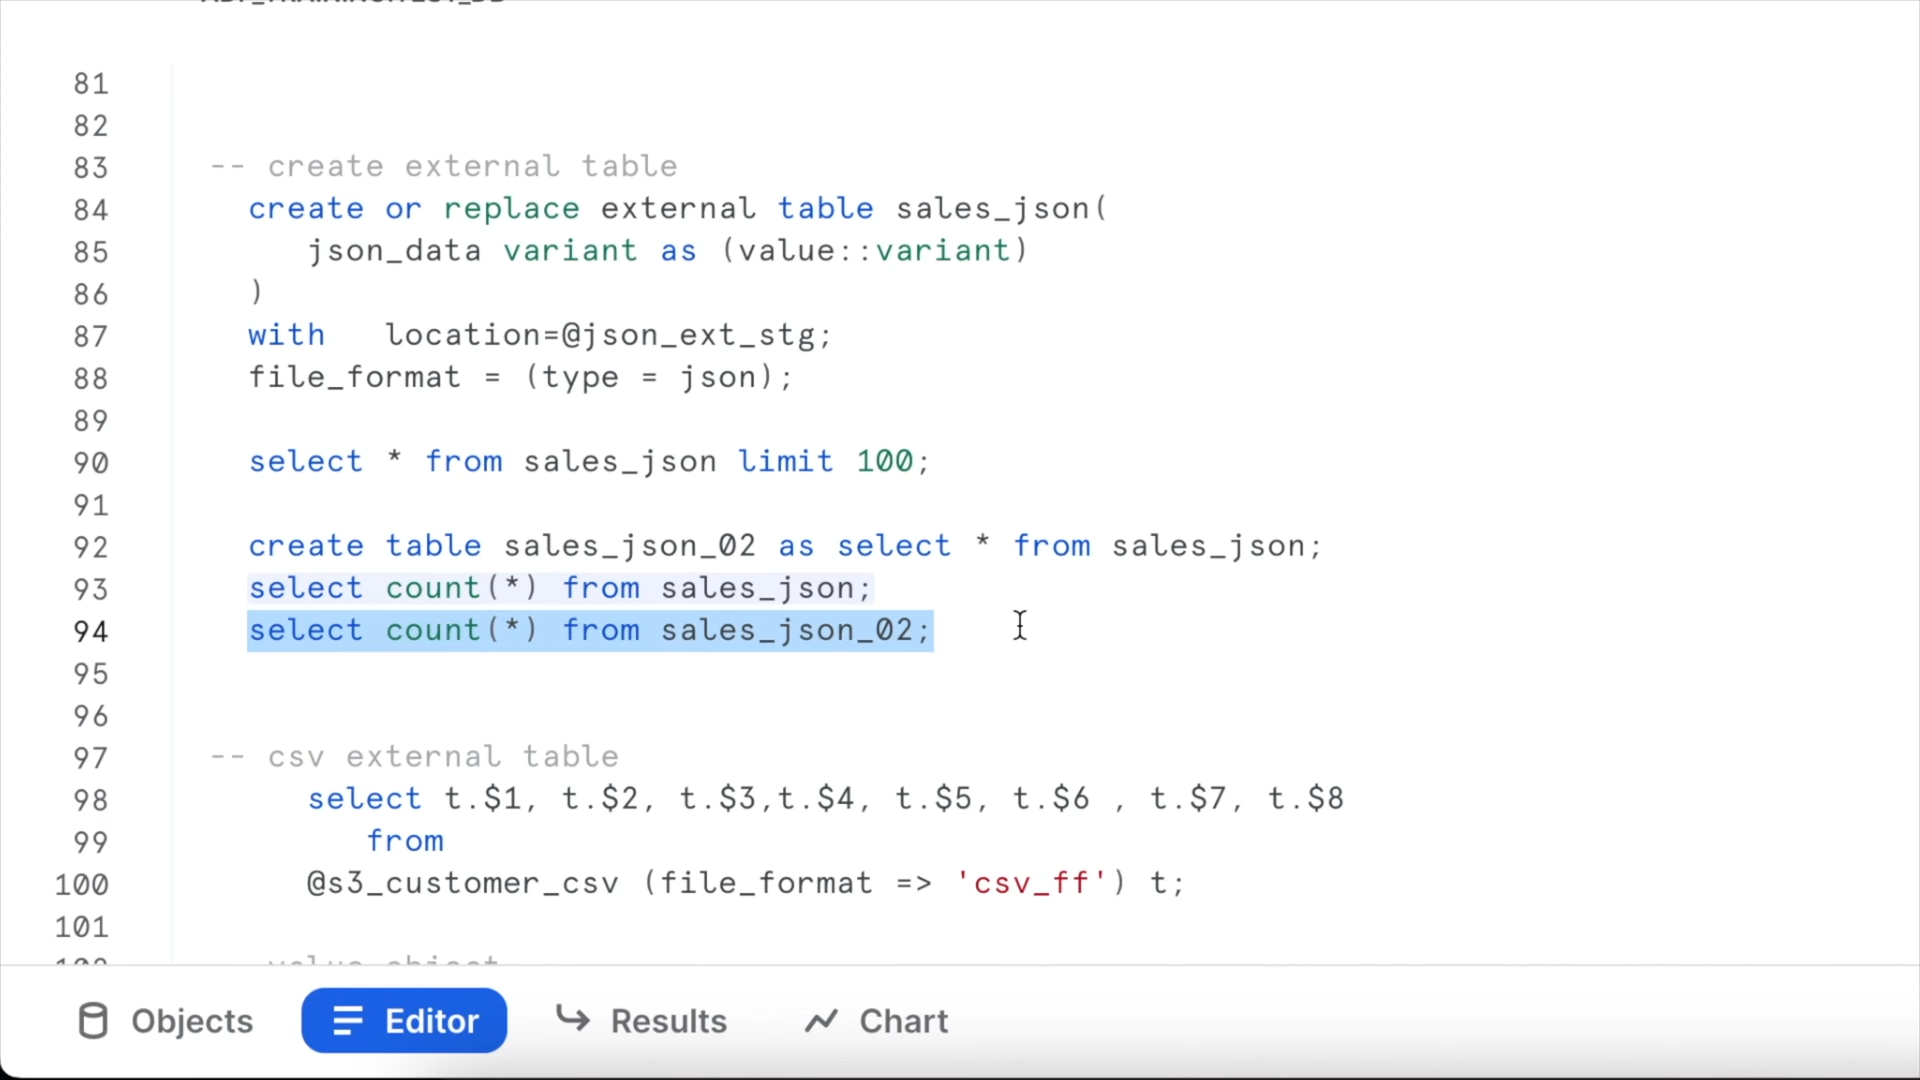 81
82
83 -- create external table
84 create or replace external table sales_json(
85 json_data variant as (value::variant)
86 )
87 with location=@json_ext_stg;
88 file_format = (type = json);
89
90 select * from sales_json limit 100;
91
92 create table sales_json_02 as select * from sales_json;
93 select count(*) from sales_json;
94 select count(*) from sales_json_02;
95
96
97 -- csv external table
98 select t.$1, t.$2, t.$3,t.$4, t.$5, t.$6 , t.$7, t.$8
99 from
100 @s3_customer_csv (file_format => 'csv_ff') t;
101
Objects Editor Results Chart